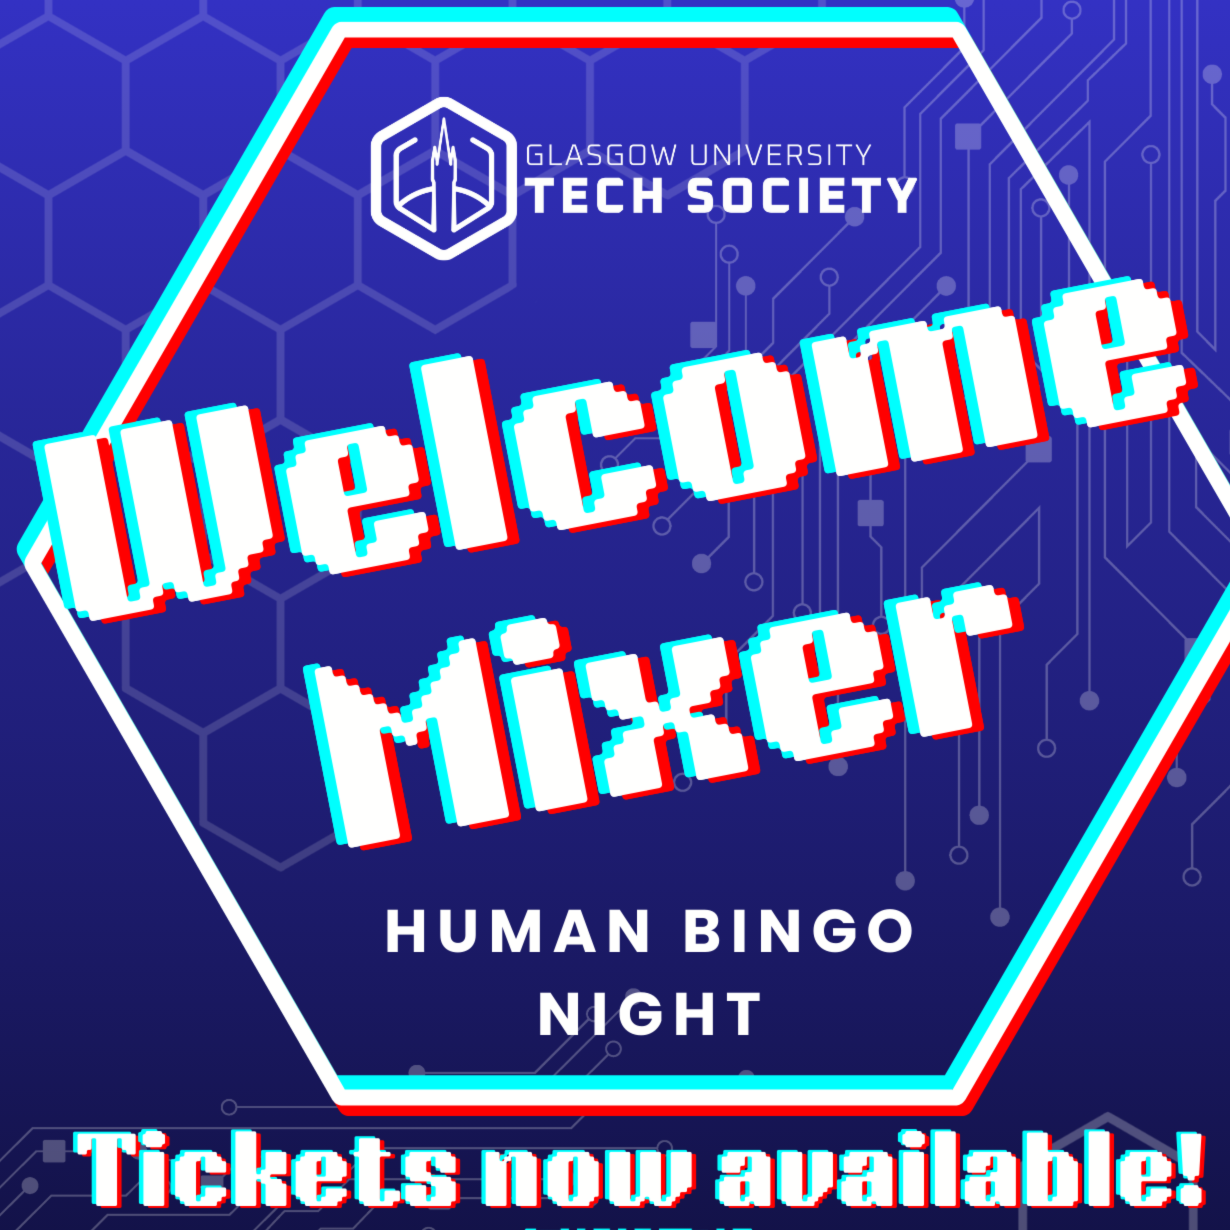 GLASGOW UNIVERSITY
TECH SOCIETY
Welcome
Mixer
HUMAN BINGO
NIGHT
Tickets now available!